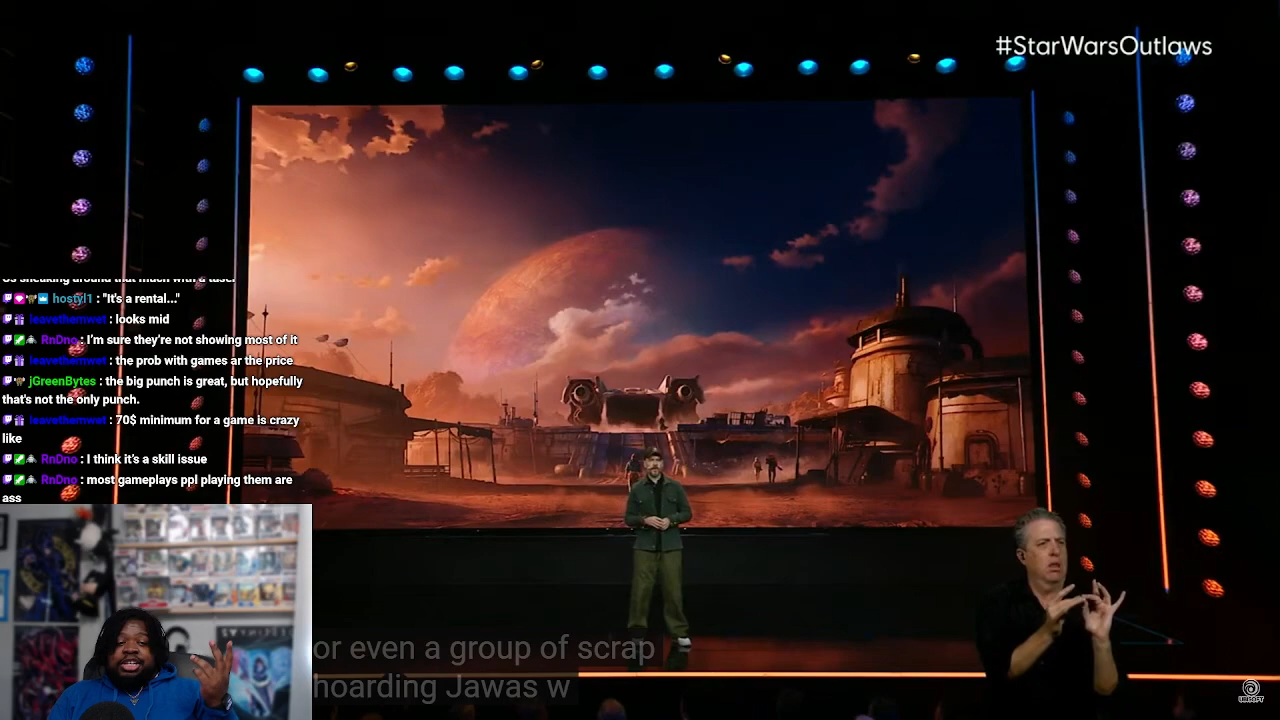 #StarWarsOutlaws
hostyl1 : "It's a rental..."
leavethemwet : looks mid
RnDno : I'm sure they're not showing most of it
leavethemwet : the prob with games ar the price
jGreenBytes : the big punch is great, but hopefully
that's not the only punch.
leavethemwet : 70$ minimum for a game is crazy
like
RnDno : I think it's a skill issue
RnDno : most gameplays ppl playing them are
ass
or even a group of scrap
hoarding Jawas w
UBISOFT